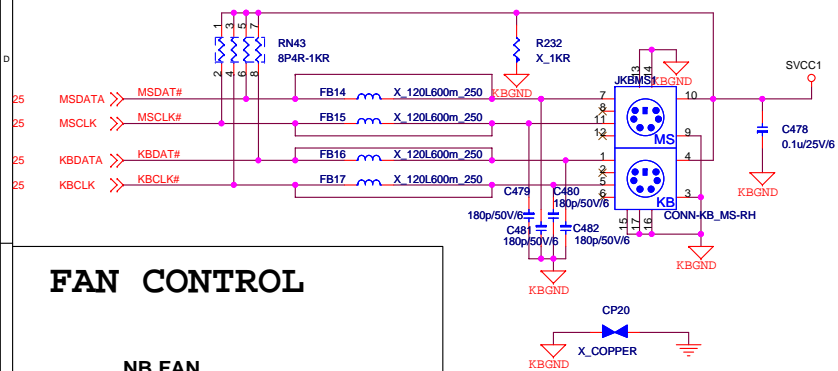 1
3
5
7
RN43
8P4R-1KR
2
4
6
8
R232
X_1KR
KBGND
JKBMS1
13
14
KBGND
SVCC1
D
25 MSDATA MSDAT# FB14 X_120L600m_250 7 10
25 MSCLK MSCLK# FB15 X_120L600m_250
8
11
12
MS
9
C478
0.1u/25V/6
KBGND
25 KBDATA KBDAT# FB16 X_120L600m_250 1 4
25 KBCLK KBCLK# FB17 X_120L600m_250
2
5
6
KB
3
CONN-KB_MS-RH
C479
180p/50V/6
C480
180p/50V/6
C481
180p/50V/6
C482
180p/50V/6
15
17
16
KBGND
KBGND
FAN CONTROL
CP20
X_COPPER
KBGND
NB FAN